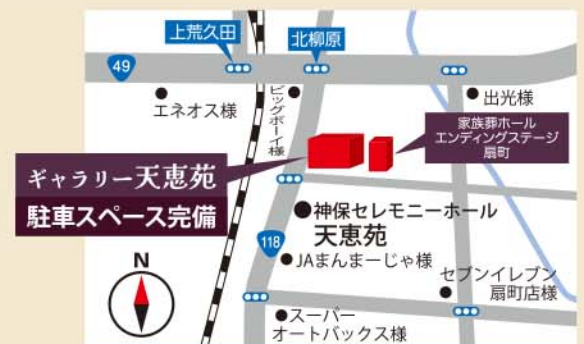 上荒久田
北柳原
49
エネオス様
ビッグボーイ様
出光様
家族葬ホール
エンディングステージ
扇町
ギャラリー天恵苑
駐車スペース完備
神保セレモニーホール
天恵苑
118
JAまんまーじゃ様
N
セブンイレブン
扇町店様
スーパー
オートバックス様